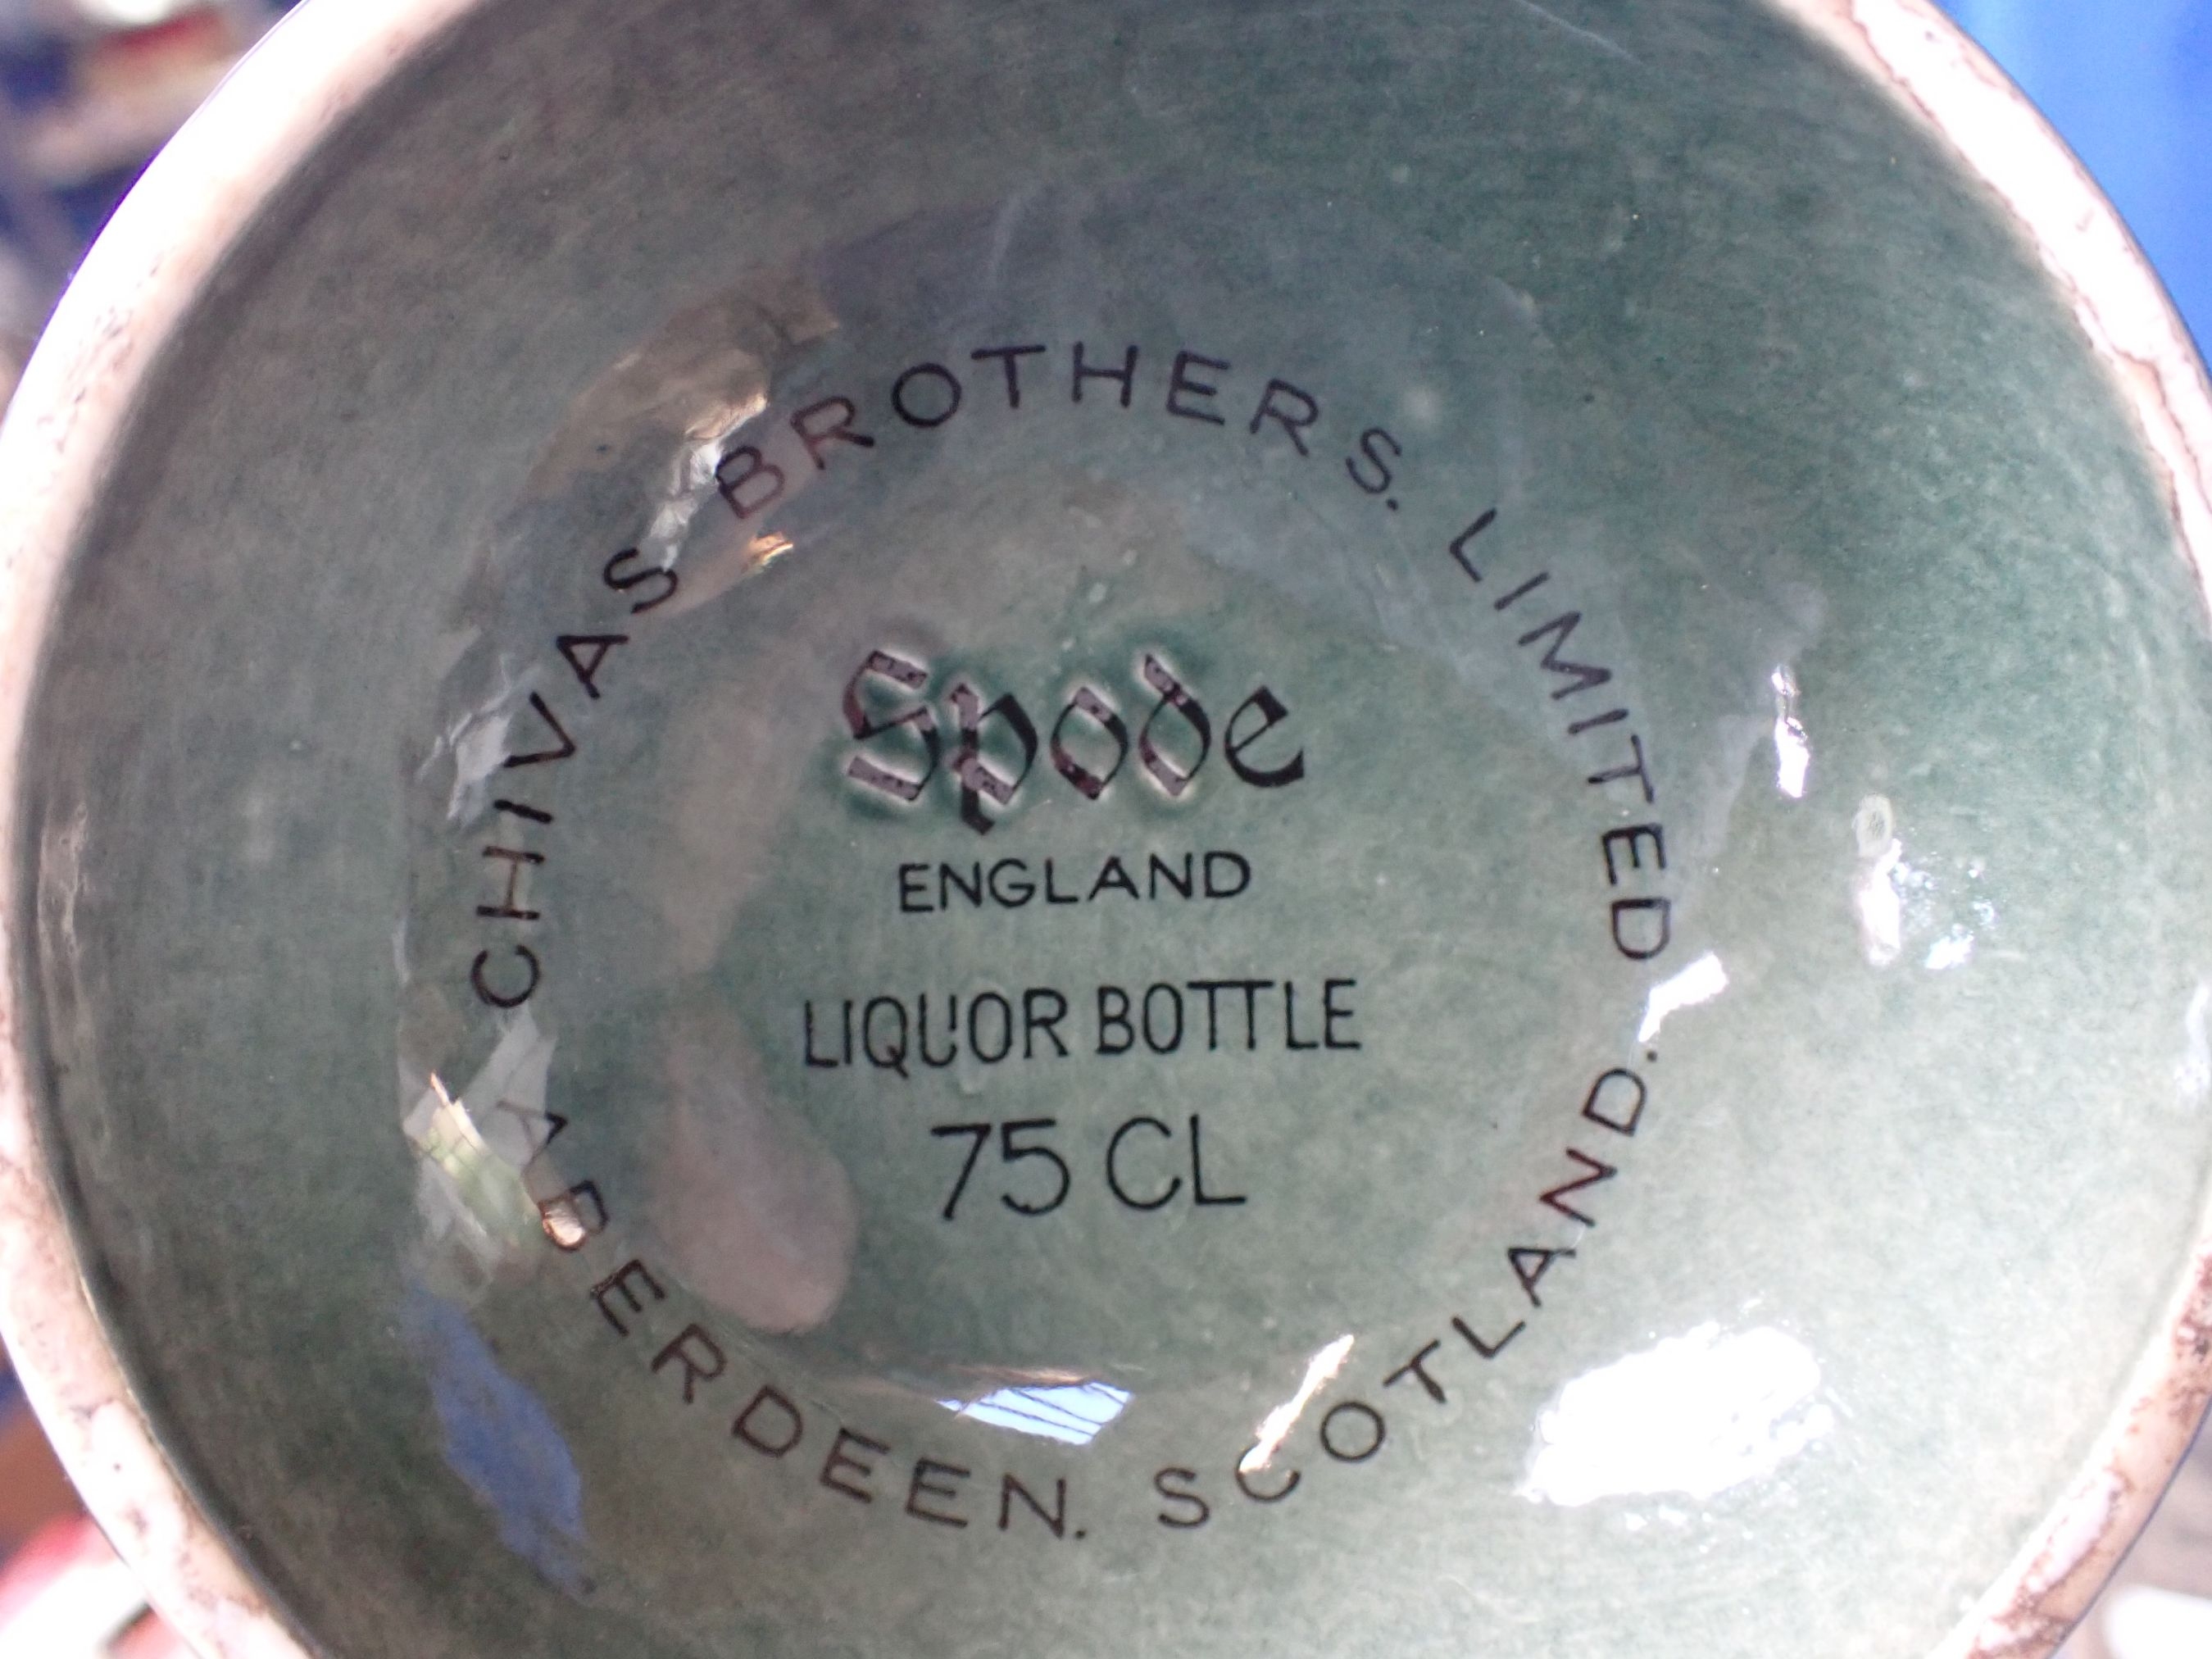 CHIVAS BROTHERS. LIMITED
Spode
ENGLAND
LIQUOR BOTTLE
75 CL
ABERDEEN. SCOTLAND.